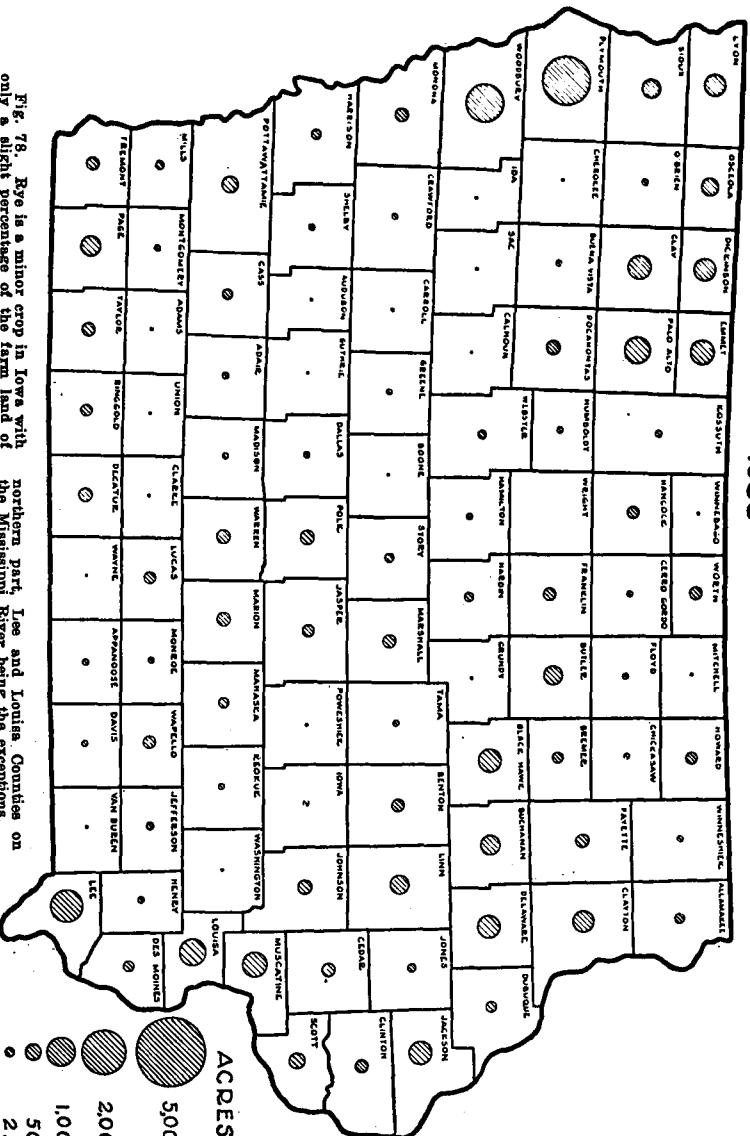 LYON
OSCEOLA
DICKINSON
EMMET
KOSSUTH
WINNEBAGO
WORTH
MITCHELL
HOWARD
WINNESHIEK
ALLAMAKEE
SIOUX
O'BRIEN
CLAY
PALO ALTO
HANCOCK
CERRO GORDO
FLOYD
CHICKASAW
PLYMOUTH
CHEROKEE
BUENA VISTA
POCAHONTAS
HUMBOLDT
WRIGHT
FRANKLIN
BUTLER
BREMER
FAYETTE
CLAYTON
WOODBURY
IDA
SAC
CALHOUN
WEBSTER
HAMILTON
HARDIN
GRUNDY
BLACK HAWK
BUCHANAN
DELAWARE
DUBUQUE
MONONA
CRAWFORD
CARROLL
GREENE
BOONE
STORY
MARSHALL
TAMA
BENTON
LINN
JONES
JACKSON
HARRISON
SHELBY
AUDUBON
GUTHRIE
DALLAS
POLK
JASPER
POWESHIEK
IOWA
JOHNSON
CEDAR
CLINTON
SCOTT
POTTAWATTAMIE
CASS
ADAIR
MADISON
WARREN
MARION
MAHASKA
KEOKUK
WASHINGTON
LOUISA
MUSCATINE
MILLS
MONTGOMERY
ADAMS
UNION
CLARKE
LUCAS
MONROE
WAPELLO
JEFFERSON
HENRY
DES MOINES
FREMONT
PAGE
TAYLOR
RINGGOLD
DECATUR
WAYNE
APPANOOSE
DAVIS
VAN BUREN
LEE
ACRES
5,00
2,00
1,00
50
2
Fig. 78. Rye is a minor crop in Iowa with
only a slight percentage of the farm land of
northern part, Lee and Louisa Counties on
the Mississippi River being the exceptions.